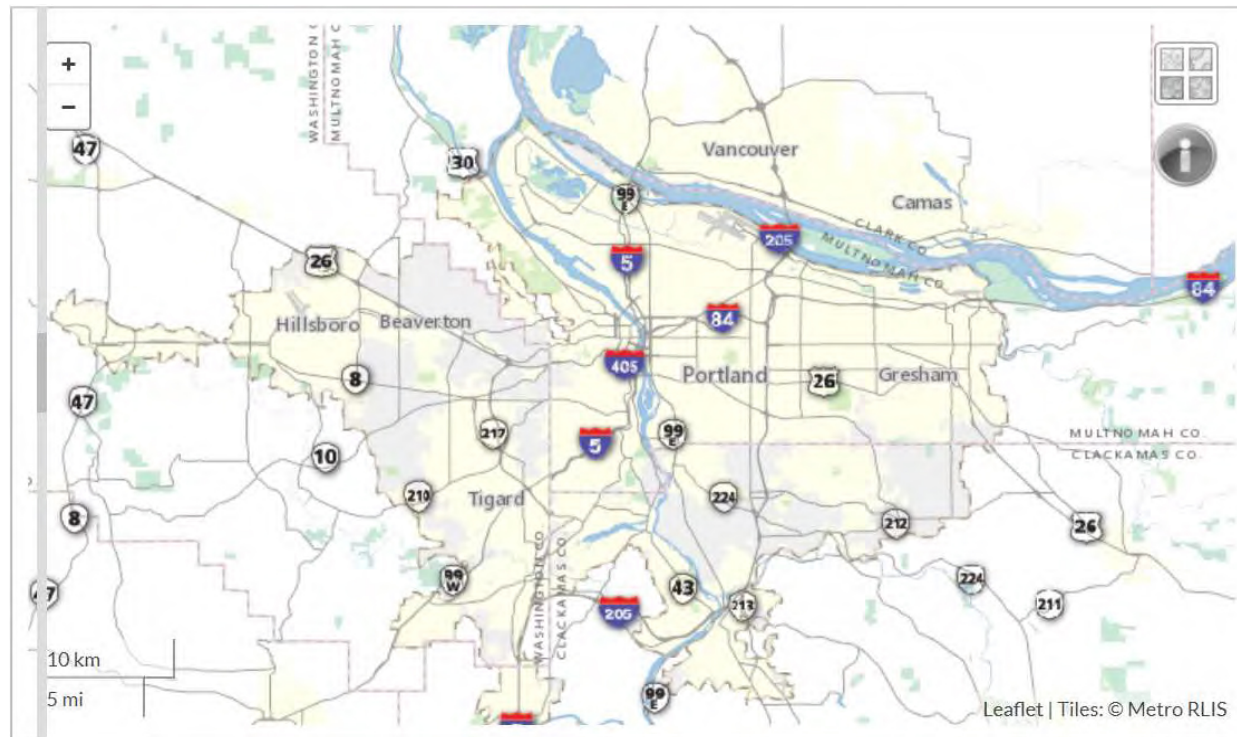 +
−
WASHINGTON C
MULTNOMAH CO.
47
30
Vancouver
99
E
Camas
CLARK CO.
MULTNOMAH CO.
205
26
5
84
84
Hillsboro
Beaverton
405
Portland
26
Gresham
8
47
217
5
99
E
10
MULTNOMAH CO.
CLACKAMAS CO.
210
Tigard
224
212
26
8
WASHINGTON CO.
CLACKAMAS CO.
99
W
43
224
47
205
213
211
10 km
5 mi
99
E
Leaflet | Tiles: © Metro RLIS